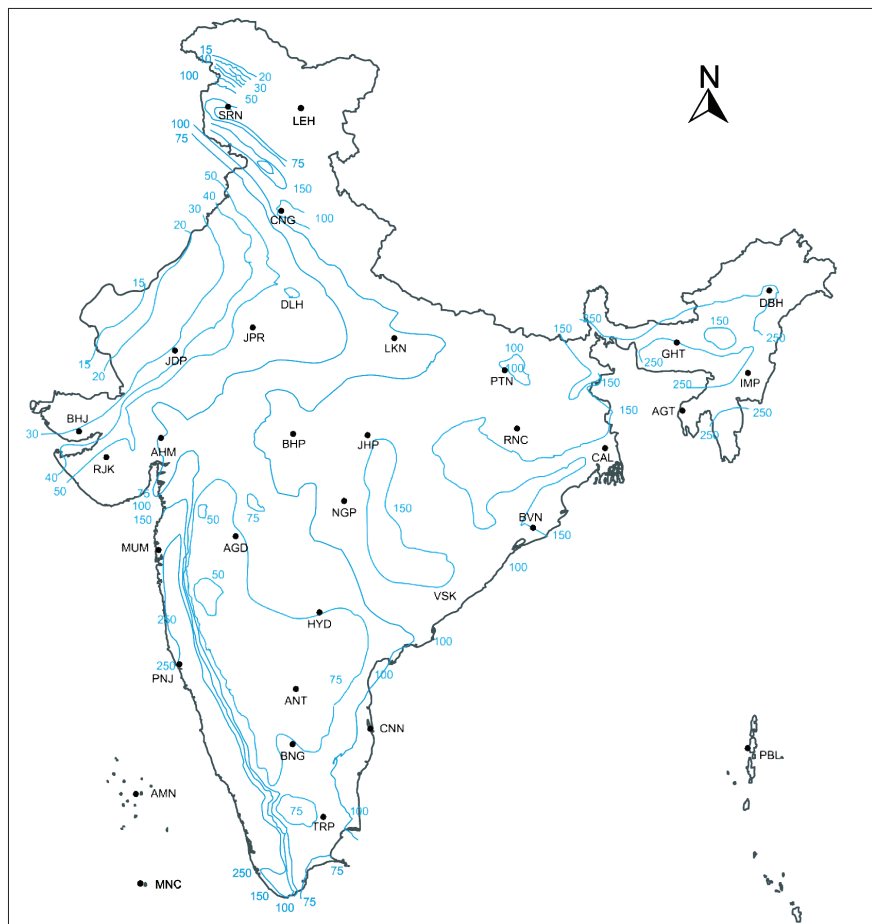 15
10
100
20
30
50
SRN
LEH
N
100
75
75
150
50
40
30
20
CNG
100
15
DLH
DBH
250
150
150
JPR
LKN
250
GHT
100
15
JDP
100
250
20
PTN
150
250
IMP
BHJ
150
AGT
250
30
RNC
250
AHM
BHP
JHP
CAL
RJK
40
50
75
100
150
NGP
150
50
75
BVN
150
MUM
AGD
100
50
VSK
250
HYD
100
250
PNJ
75
100
ANT
CNN
BNG
PBL
AMN
75
100
TRP
250
75
MNC
150
100
75